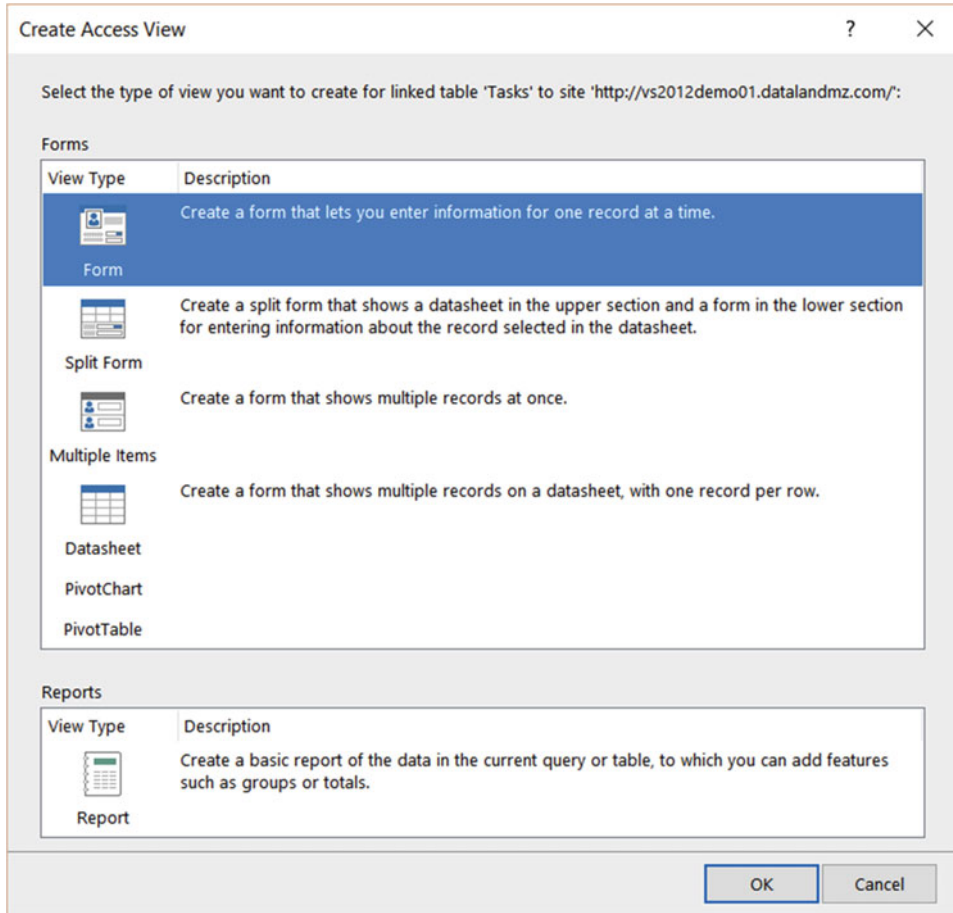 Create Access View
?
Select the type of view you want to create for linked table 'Tasks' to site 'http://vs2012demo01.datalandmz.com/':
Forms
View Type Description
Create a form that lets you enter information for one record at a time.
Form
Create a split form that shows a datasheet in the upper section and a form in the lower section
for entering information about the record selected in the datasheet.
Split Form
Create a form that shows multiple records at once.
Multiple Items
Create a form that shows multiple records on a datasheet, with one record per row.
Datasheet
PivotChart
PivotTable
Reports
View Type Description
Create a basic report of the data in the current query or table, to which you can add features
such as groups or totals.
Report
OK Cancel